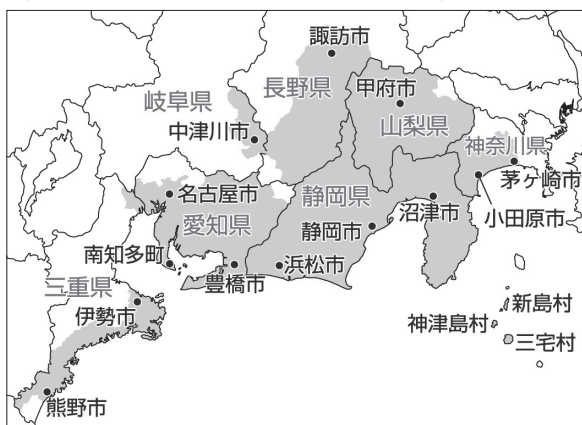 諏訪市
長野県
甲府市
岐阜県
山梨県
中津川市
神奈川県
茅ヶ崎市
名古屋市
静岡県
沼津市
小田原市
愛知県
静岡市
南知多町
豊橋市
浜松市
三重県
伊勢市
新島村
神津島村
三宅村
熊野市